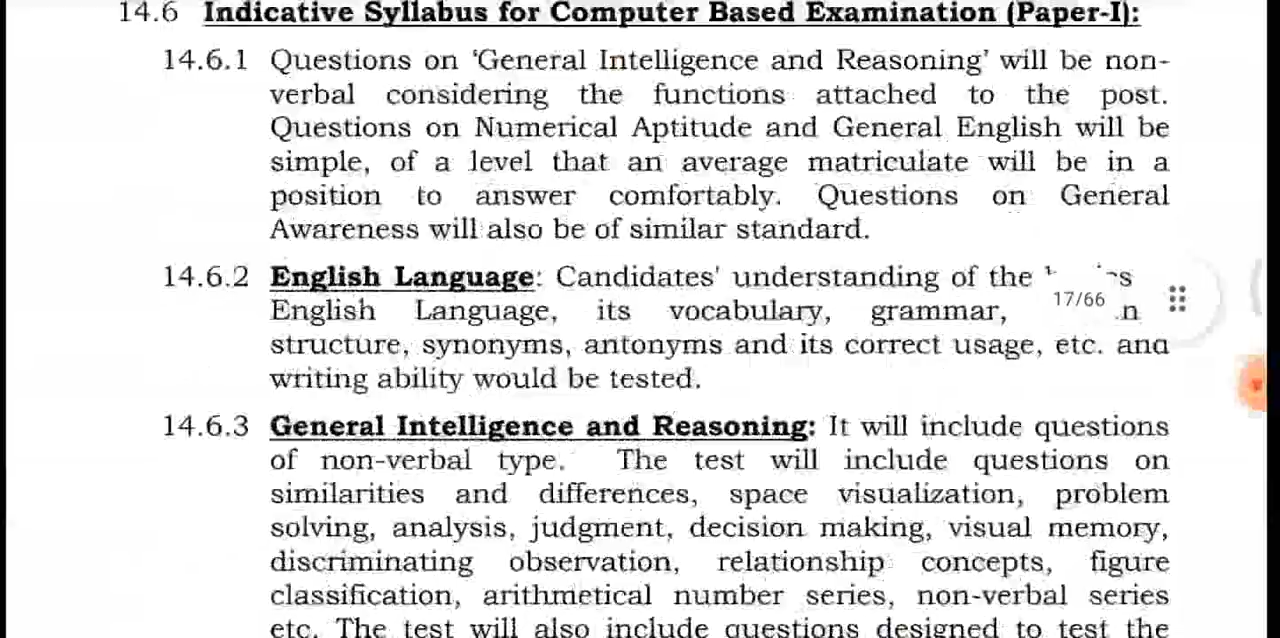 14.6 Indicative Syllabus for Computer Based Examination (Paper-I):
14.6.1 Questions on ‘General Intelligence and Reasoning’ will be non-
verbal considering the functions attached to the post.
Questions on Numerical Aptitude and General English will be
simple, of a level that an average matriculate will be in a
position to answer comfortably. Questions on General
Awareness will also be of similar standard.
14.6.2 English Language: Candidates' understanding of the
17/66
English Language, its vocabulary, grammar,
structure, synonyms, antonyms and its correct usage, etc. and
writing ability would be tested.
14.6.3 General Intelligence and Reasoning: It will include questions
of non-verbal type. The test will include questions on
similarities and differences, space visualization, problem
solving, analysis, judgment, decision making, visual memory,
discriminating observation, relationship concepts, figure
classification, arithmetical number series, non-verbal series
etc. The test will also include questions designed to test the